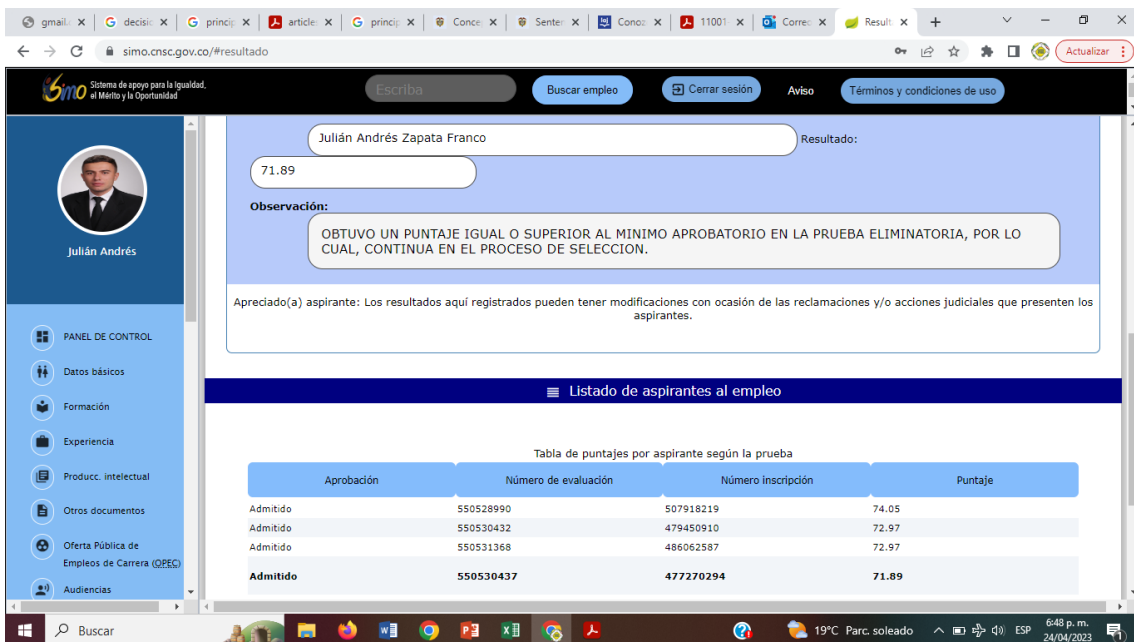 gmail.
decisio
princip
article
princip
Conce
Senten
Conoz
11001
Correo
Result
simo.cnsc.gov.co/#resultado
Actualizar
Simo
Sistema de apoyo para la Igualdad,
el Mérito y la Oportunidad
Escriba
Buscar empleo
Cerrar sesión
Aviso
Términos y condiciones de uso
Julián Andrés
PANEL DE CONTROL
Datos básicos
Formación
Experiencia
Producc. intelectual
Otros documentos
Oferta Pública de
Empleos de Carrera (OPEC)
Audiencias
Julián Andrés Zapata Franco Resultado:
71.89
Observación:
OBTUVO UN PUNTAJE IGUAL O SUPERIOR AL MINIMO APROBATORIO EN LA PRUEBA ELIMINATORIA, POR LO
CUAL, CONTINUA EN EL PROCESO DE SELECCION.
Apreciado(a) aspirante: Los resultados aquí registrados pueden tener modificaciones con ocasión de las reclamaciones y/o acciones judiciales que presenten los
aspirantes.
Listado de aspirantes al empleo
Tabla de puntajes por aspirante según la prueba
Aprobación Número de evaluación Número inscripción Puntaje
Admitido 550528990 507918219 74.05
Admitido 550530432 479450910 72.97
Admitido 550531368 486062587 72.97
Admitido 550530437 477270294 71.89
Buscar
19°C Parc. soleado
ESP
6:48 p. m.
24/04/2023